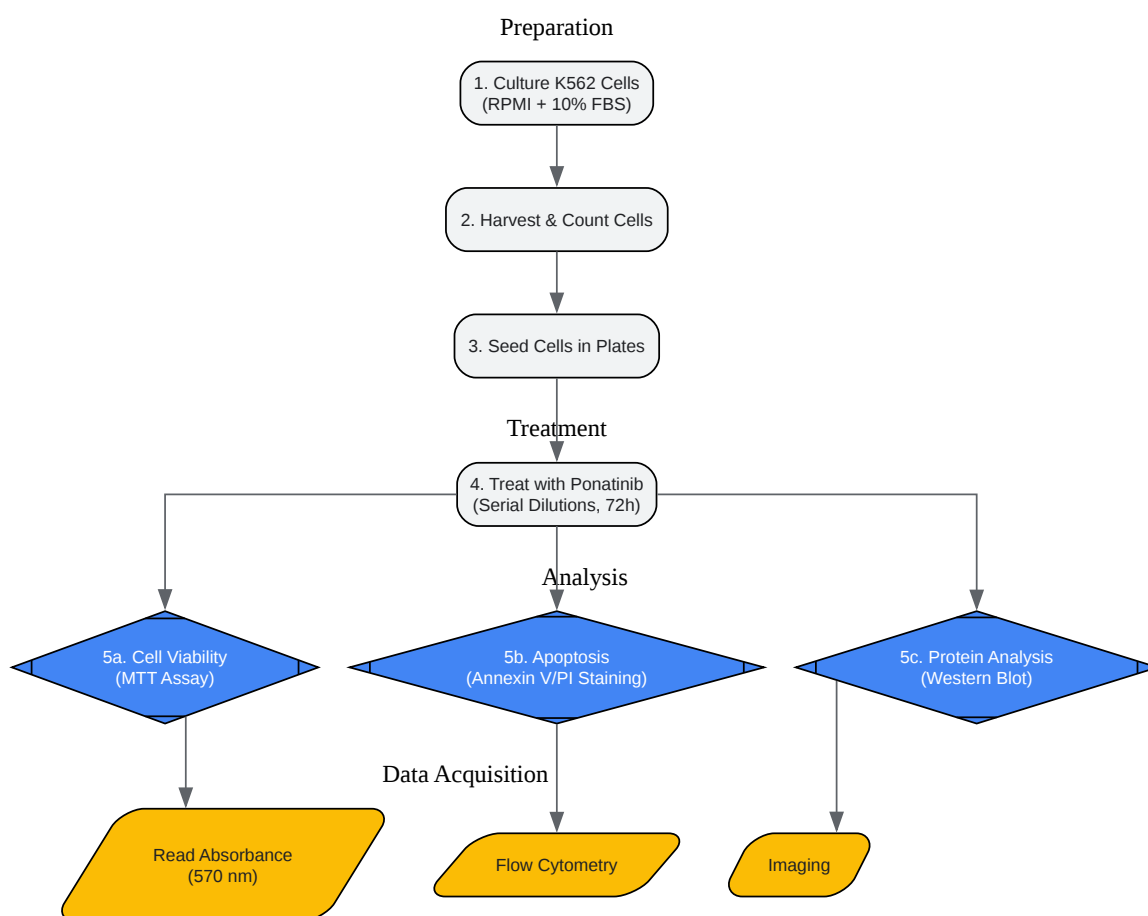 Preparation
1. Culture K562 Cells
(RPMI + 10% FBS)
2. Harvest & Count Cells
3. Seed Cells in Plates
Treatment
4. Treat with Ponatinib
(Serial Dilutions, 72h)
Analysis
5a. Cell Viability
(MTT Assay)
5b. Apoptosis
(Annexin V/PI Staining)
5c. Protein Analysis
(Western Blot)
Data Acquisition
Read Absorbance
(570 nm)
Flow Cytometry
Imaging